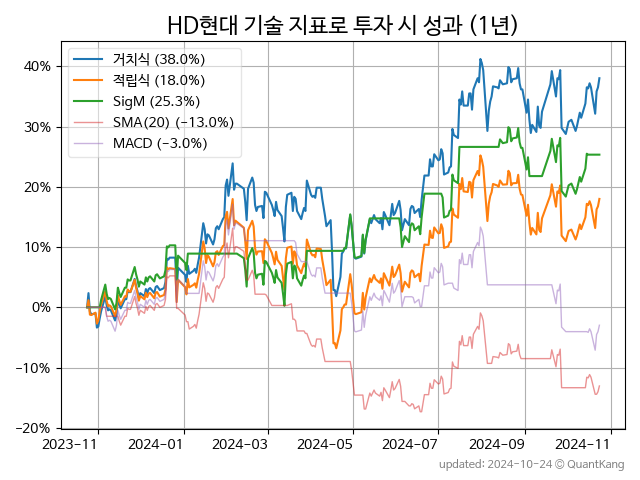 HD현대 기술 지표로 투자 시 성과 (1년)
거치식 (38.0%)
적립식 (18.0%)
SigM (25.3%)
SMA(20) (−13.0%)
MACD (−3.0%)
40%
30%
20%
10%
0%
−10%
−20%
2023-11 2024-01 2024-03 2024-05 2024-07 2024-09 2024-11
updated: 2024-10-24 © QuantKang